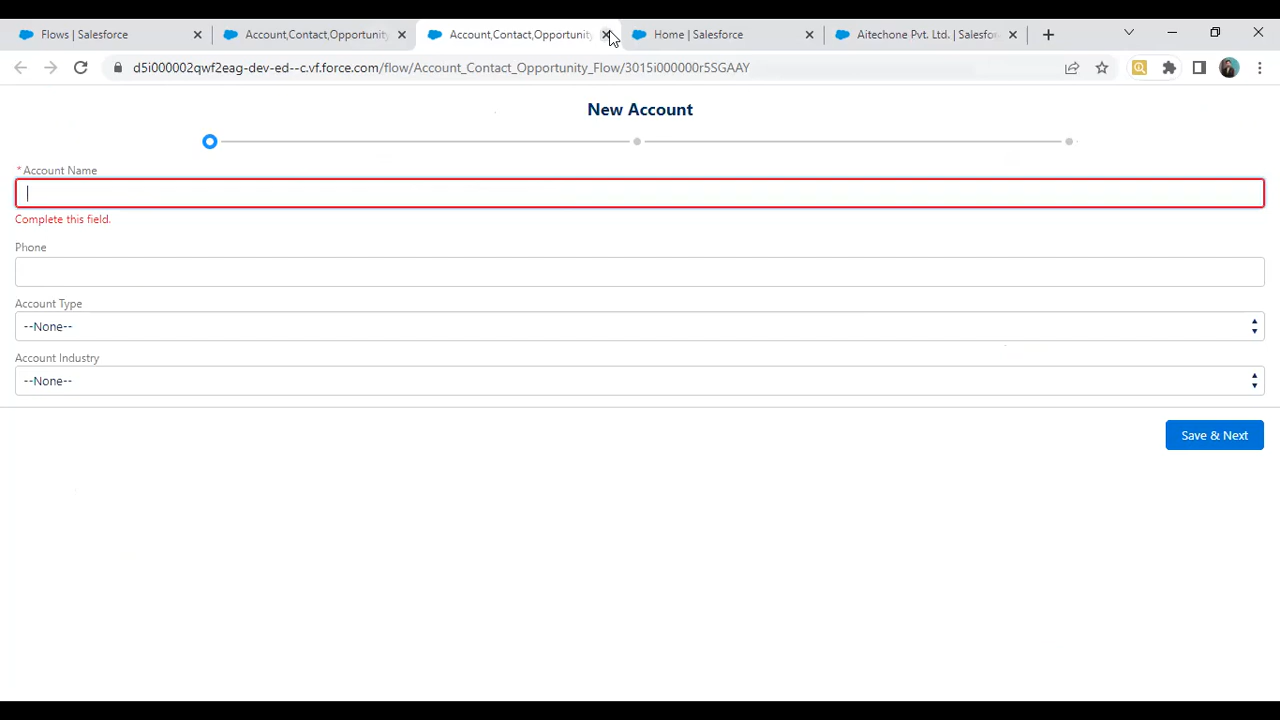 Flows | Salesforce
Account,Contact,Opportunity
Account,Contact,Opportunity
Home | Salesforce
Aitechone Pvt. Ltd. | Salesfo
d5i000002qwf2eag-dev-ed--c.vf.force.com/flow/Account_Contact_Opportunity_Flow/3015i000000r5SGAAY
New Account
*Account Name
Complete this field.
Phone
Account Type
--None--
Account Industry
--None--
Save & Next